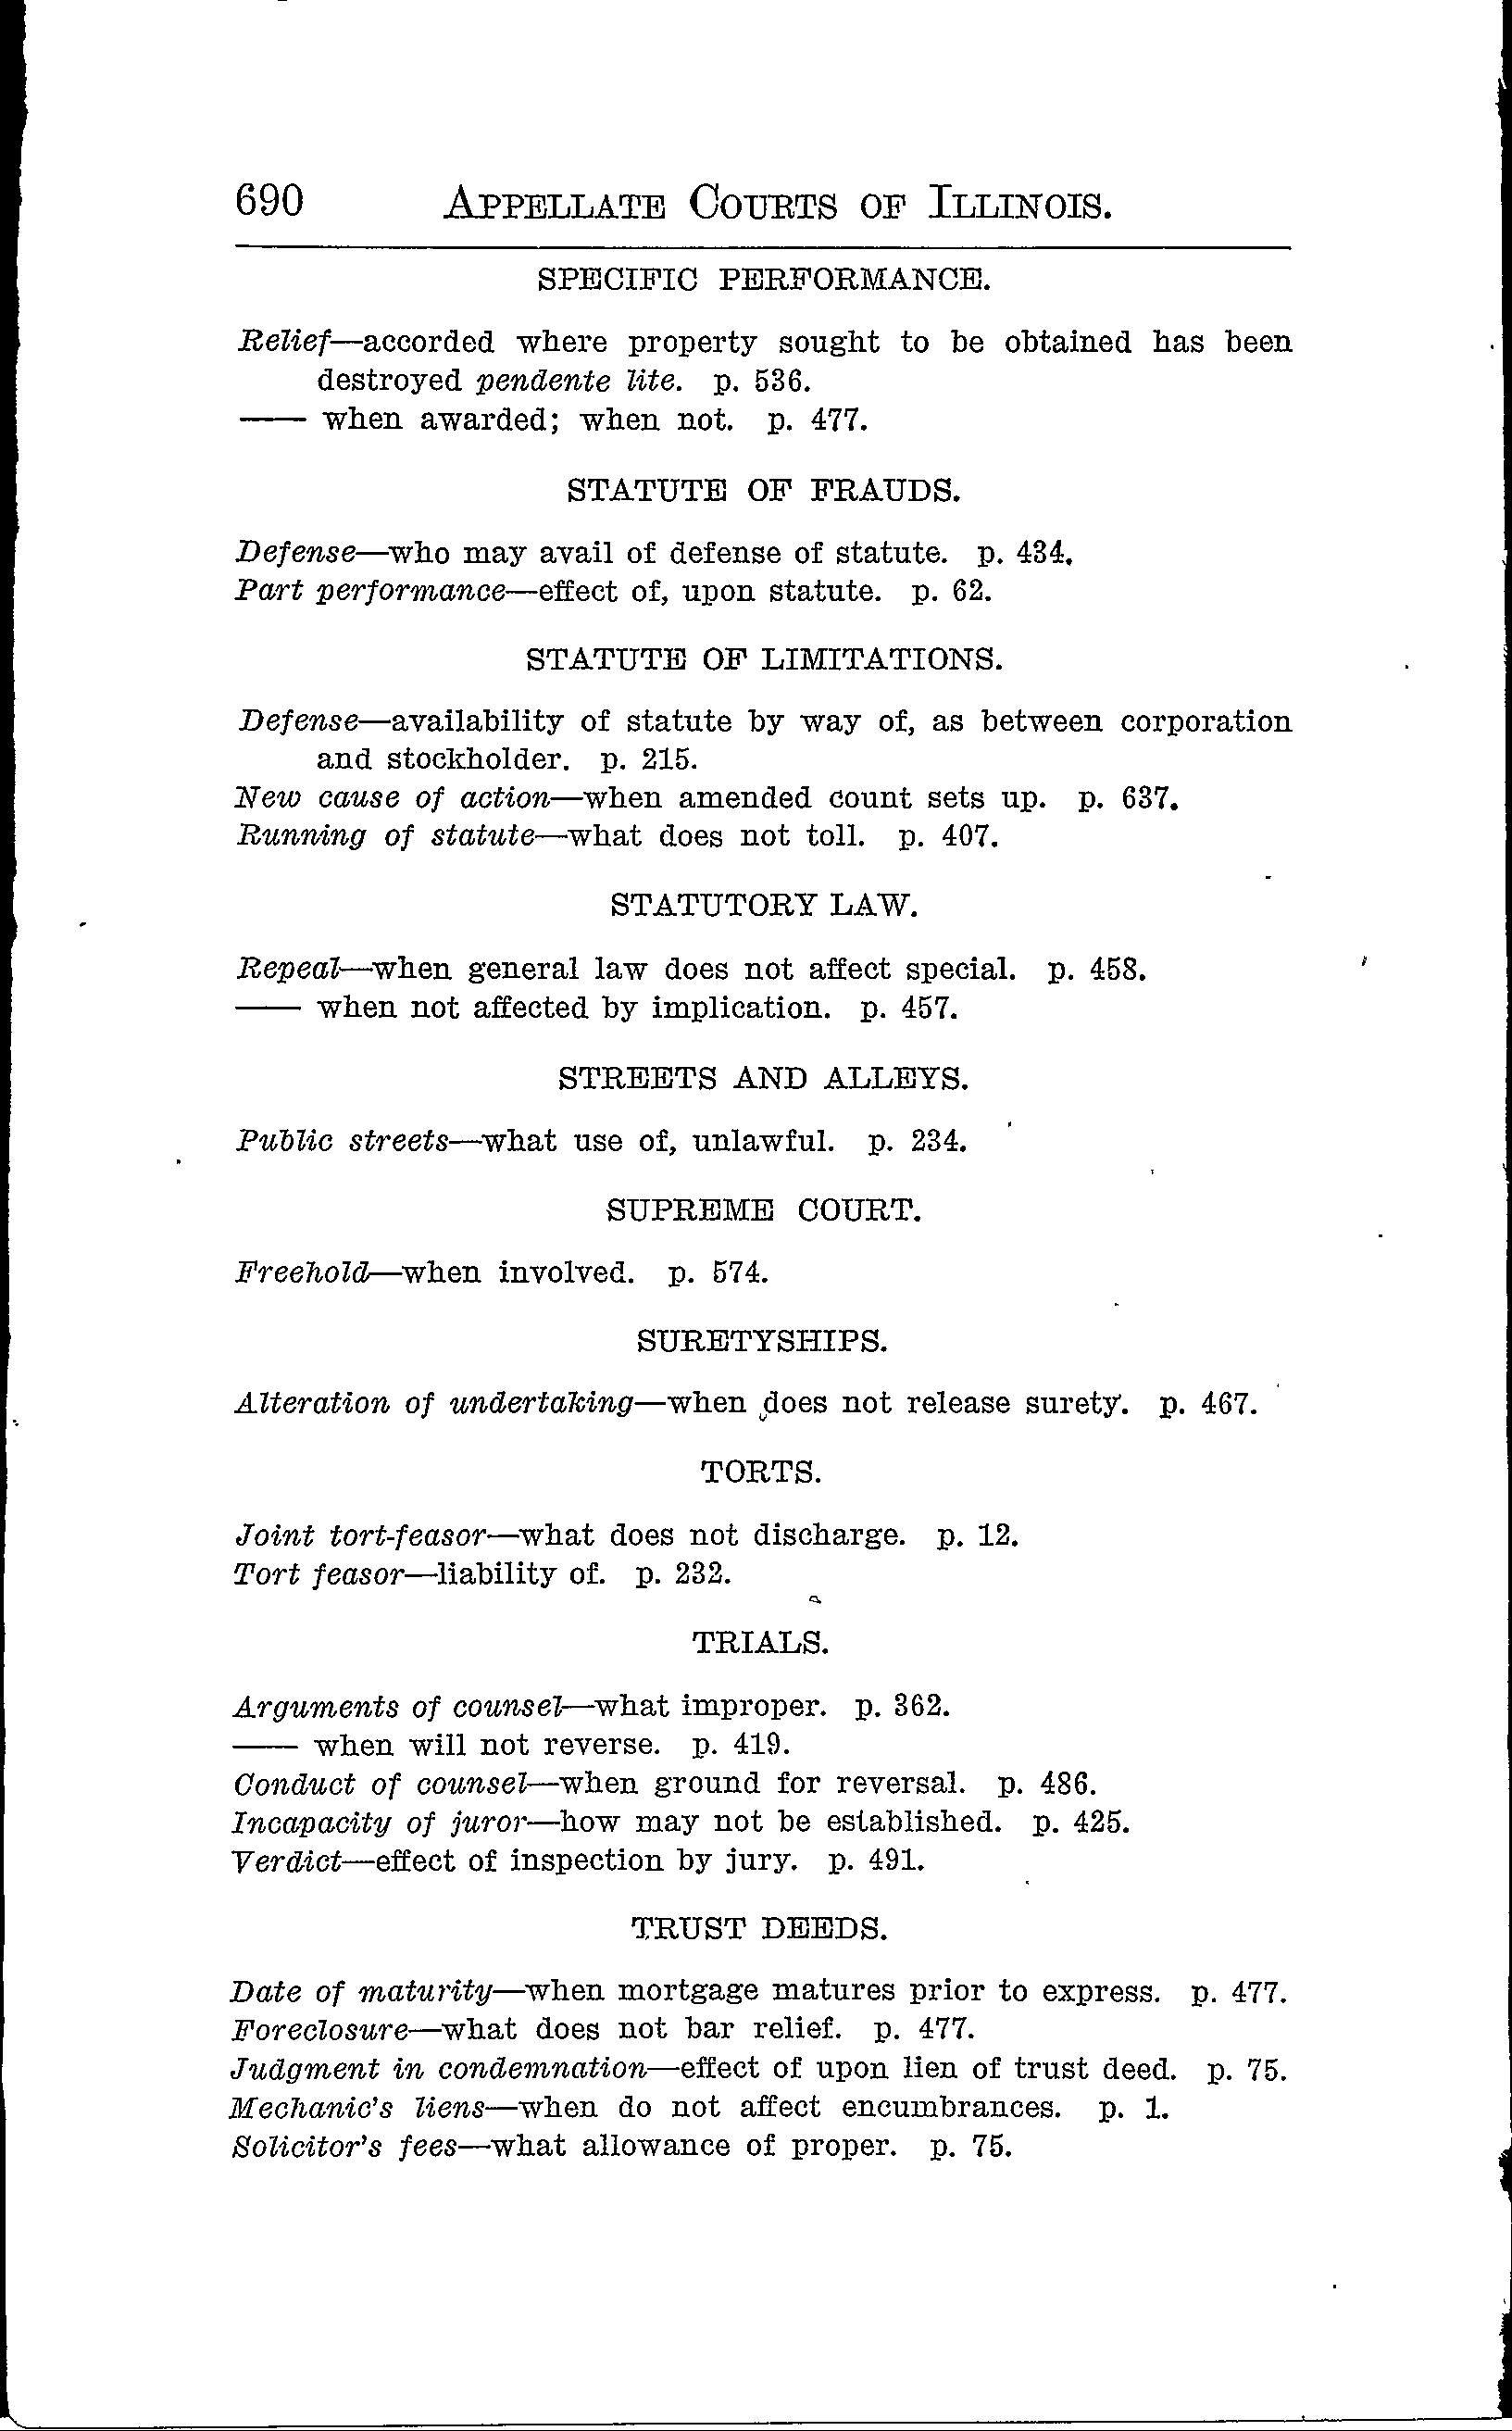 690 APPELLATE COURTS OF ILLINOIS.
SPECIFIC PERFORMANCE.
Relief—accorded where property sought to be obtained has been
destroyed pendente lite. p. 536.
—— when awarded; when not. p. 477.
STATUTE OF FRAUDS.
Defense—who may avail of defense of statute. p. 434.
Part performance—effect of, upon statute. p. 62.
STATUTE OF LIMITATIONS.
Defense—availability of statute by way of, as between corporation
and stockholder. p. 215.
New cause of action—when amended count sets up. p. 637.
Running of statute—what does not toll. p. 407.
STATUTORY LAW.
Repeal—when general law does not affect special. p. 458.
—— when not affected by implication. p. 457.
STREETS AND ALLEYS.
Public streets—what use of, unlawful. p. 234.
SUPREME COURT.
Freehold—when involved. p. 574.
SURETYSHIPS.
Alteration of undertaking—when does not release surety. p. 467.
TORTS.
Joint tort-feasor—what does not discharge. p. 12.
Tort feasor—liability of. p. 232.
TRIALS.
Arguments of counsel—what improper. p. 362.
—— when will not reverse. p. 419.
Conduct of counsel—when ground for reversal. p. 486.
Incapacity of juror—how may not be established. p. 425.
Verdict—effect of inspection by jury. p. 491.
TRUST DEEDS.
Date of maturity—when mortgage matures prior to express. p. 477.
Foreclosure—what does not bar relief. p. 477.
Judgment in condemnation—effect of upon lien of trust deed. p. 75.
Mechanic's liens—when do not affect encumbrances. p. 1.
Solicitor's fees—what allowance of proper. p. 75.